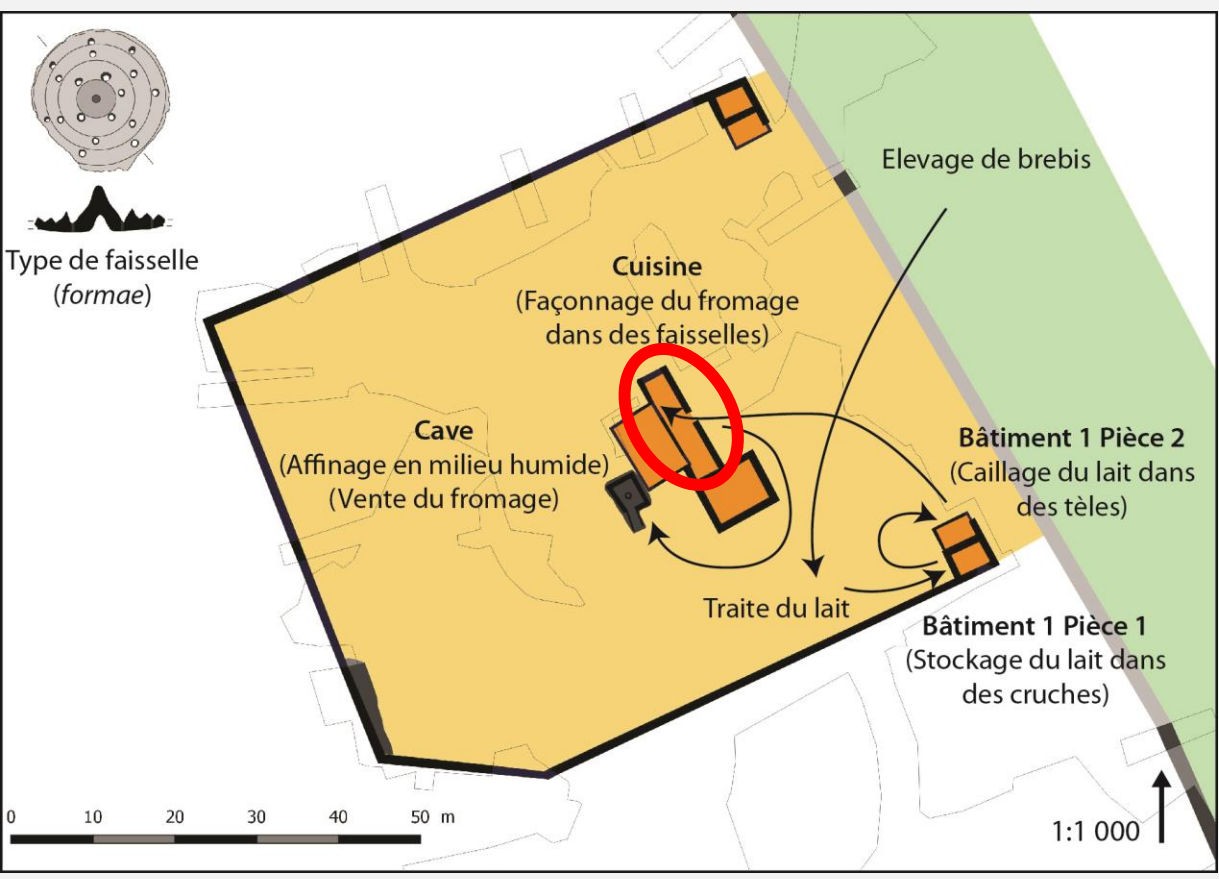 Type de faisselle
(formae)
Elevage de brebis
Cuisine
(Façonnage du fromage
dans des faisselles)
Cave
(Affinage en milieu humide)
(Vente du fromage)
Bâtiment 1 Pièce 2
(Caillage du lait dans
des tèles)
Traite du lait
Bâtiment 1 Pièce 1
(Stockage du lait dans
des cruches)
0 10 20 30 40 50 m
1:1 000